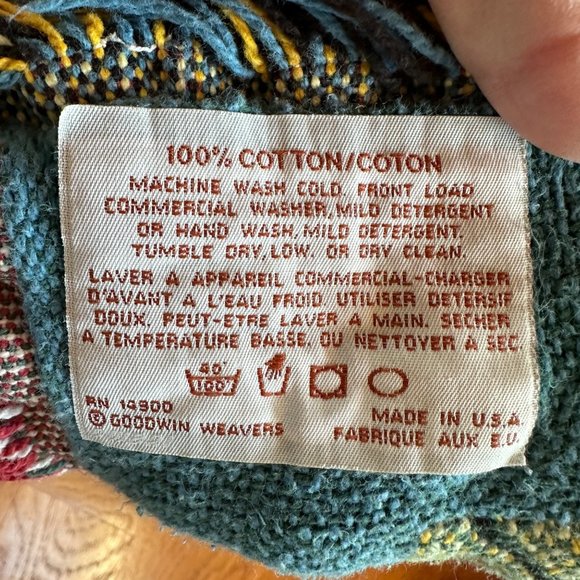 100% COTTON/COTON
MACHINE WASH COLD. FRONT LOAD
COMMERCIAL WASHER, MILD DETERGENT
OR HAND WASH, MILD DETERGENT.
TUMBLE DRY, LOW. OR DRY CLEAN.
LAVER A APPAREIL COMMERCIAL-CHARGER
D'AVANT A L'EAU FROID. UTILISER DETERSIF
DOUX. PEUT-ETRE LAVER A MAIN. SECHER
A TEMPERATURE BASSE, OU NETTOYER A SEC
40°
100°
RN 14900
© GOODWIN WEAVERS
MADE IN U.S.A.
FABRIQUE AUX E.U.